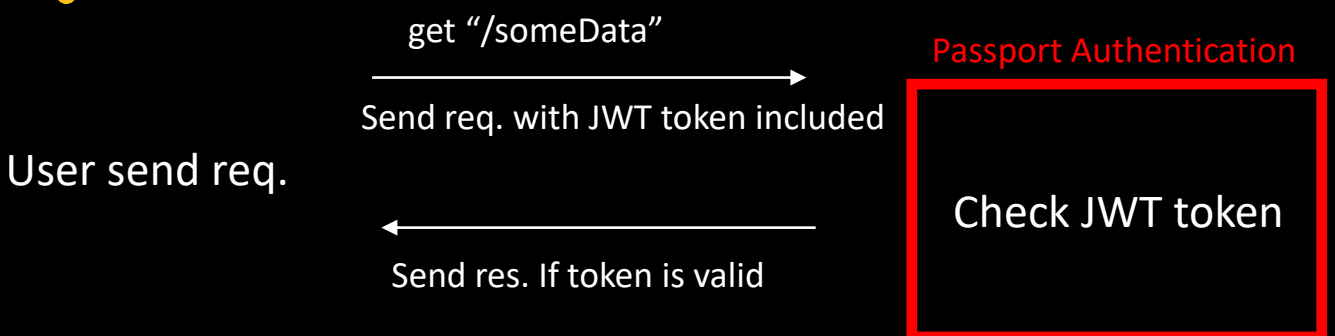 get “/someData”
Passport Authentication
Send req. with JWT token included
User send req.
Check JWT token
Send res. If token is valid